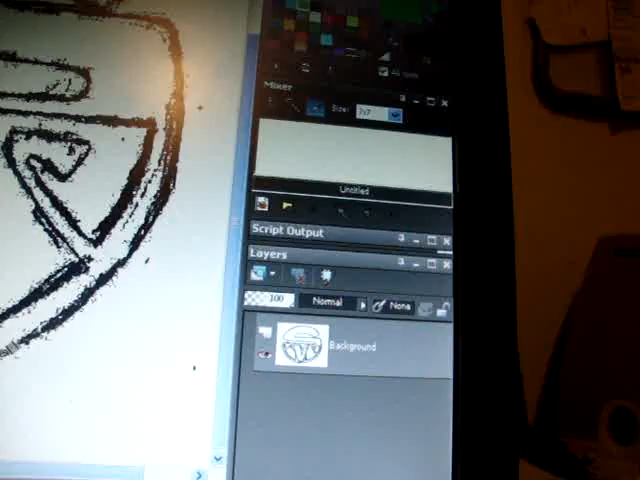 Mixer
Size:
7x7
Untitled
Script Output
Layers
100
Normal
None
Background